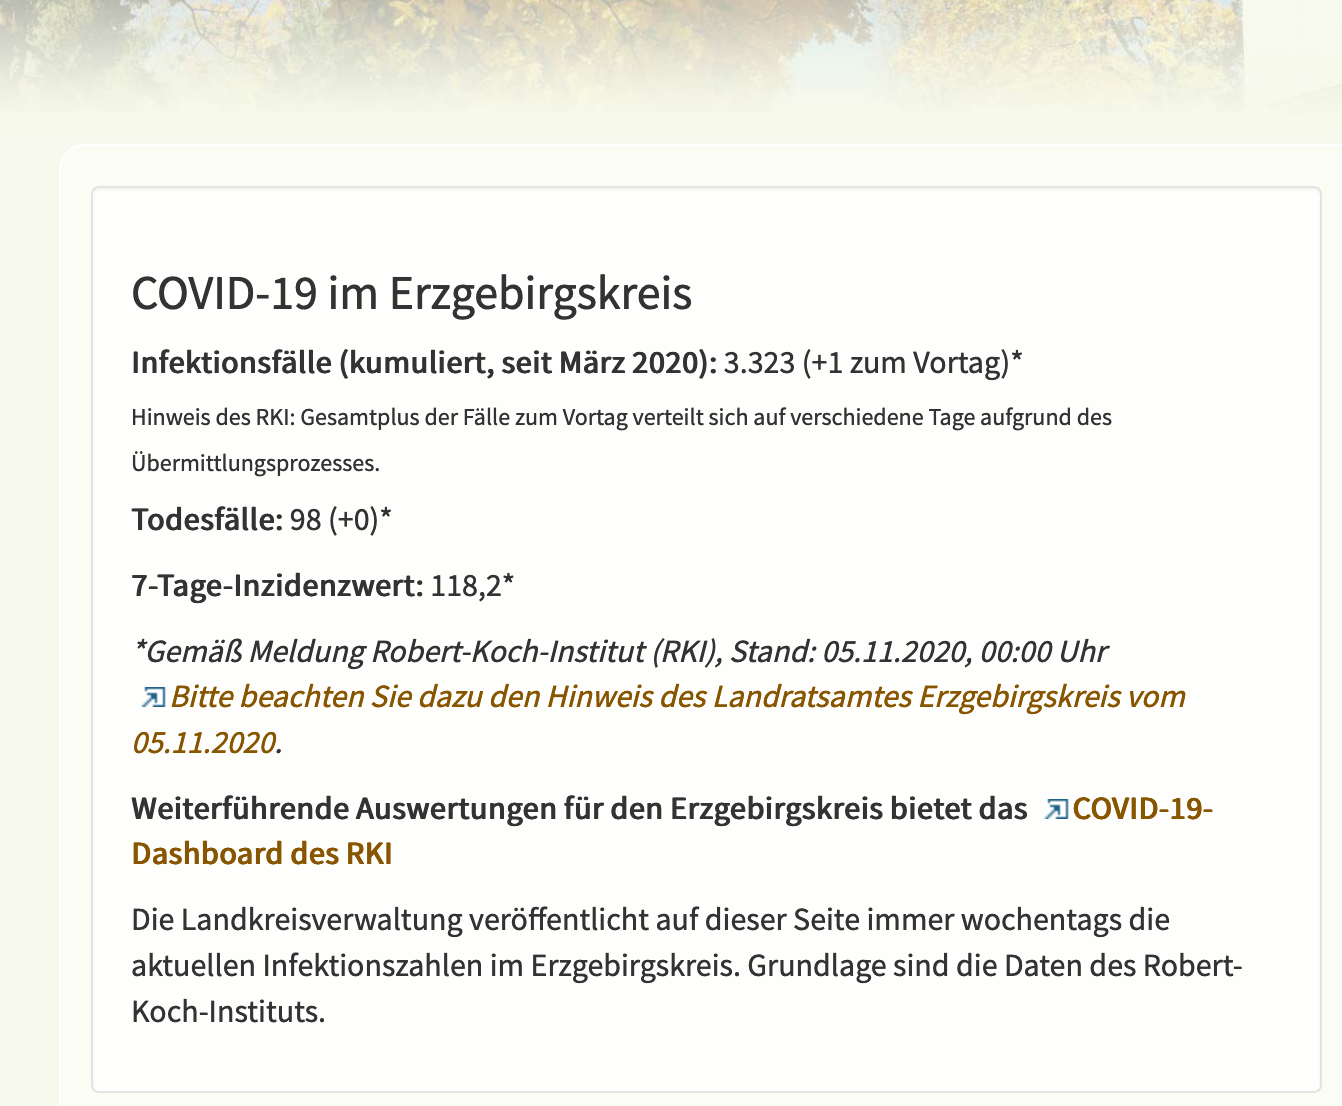 COVID-19 im Erzgebirgskreis
Infektionsfälle (kumuliert, seit März 2020): 3.323 (+1 zum Vortag)*
Hinweis des RKI: Gesamtplus der Fälle zum Vortag verteilt sich auf verschiedene Tage aufgrund des
Übermittlungsprozesses.
Todesfälle: 98 (+0)*
7-Tage-Inzidenzwert: 118,2*
*Gemäß Meldung Robert-Koch-Institut (RKI), Stand: 05.11.2020, 00:00 Uhr
Bitte beachten Sie dazu den Hinweis des Landratsamtes Erzgebirgskreis vom
05.11.2020.
Weiterführende Auswertungen für den Erzgebirgskreis bietet das COVID-19-
Dashboard des RKI
Die Landkreisverwaltung veröffentlicht auf dieser Seite immer wochentags die
aktuellen Infektionszahlen im Erzgebirgskreis. Grundlage sind die Daten des Robert-
Koch-Instituts.